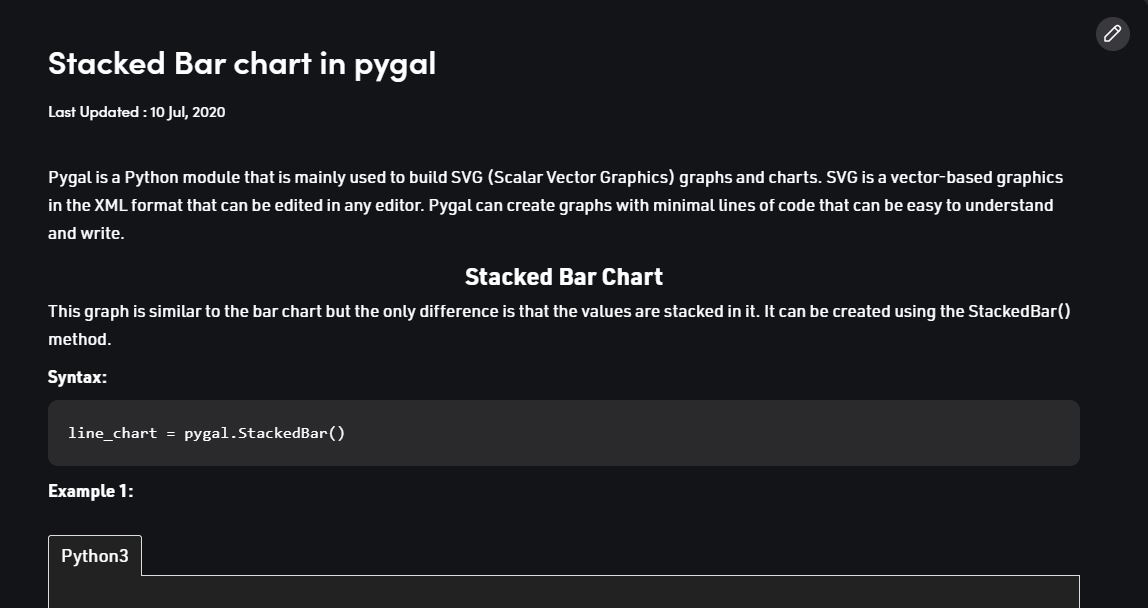 Stacked Bar chart in pygal
Last Updated : 10 Jul, 2020
Pygal is a Python module that is mainly used to build SVG (Scalar Vector Graphics) graphs and charts. SVG is a vector-based graphics
in the XML format that can be edited in any editor. Pygal can create graphs with minimal lines of code that can be easy to understand
and write.
Stacked Bar Chart
This graph is similar to the bar chart but the only difference is that the values are stacked in it. It can be created using the StackedBar()
method.
Syntax:
line_chart = pygal.StackedBar()
Example 1:
Python3